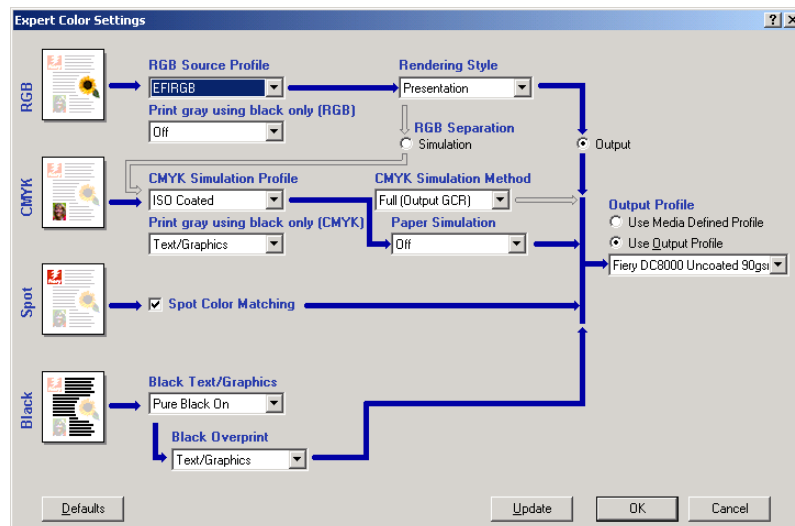 Expert Color Settings
RGB
RGB Source Profile
EFIRGB
Print gray using black only (RGB)
Off
Rendering Style
Presentation
RGB Separation
Simulation
Output
CMYK
CMYK Simulation Profile
ISO Coated
Print gray using black only (CMYK)
Text/Graphics
CMYK Simulation Method
Full (Output GCR)
Paper Simulation
Off
Output Profile
Use Media Defined Profile
Use Output Profile
Fiery DC8000 Uncoated 90gsı
Spot
Spot Color Matching
Black
Black Text/Graphics
Pure Black On
Black Overprint
Text/Graphics
Defaults
Update
OK
Cancel